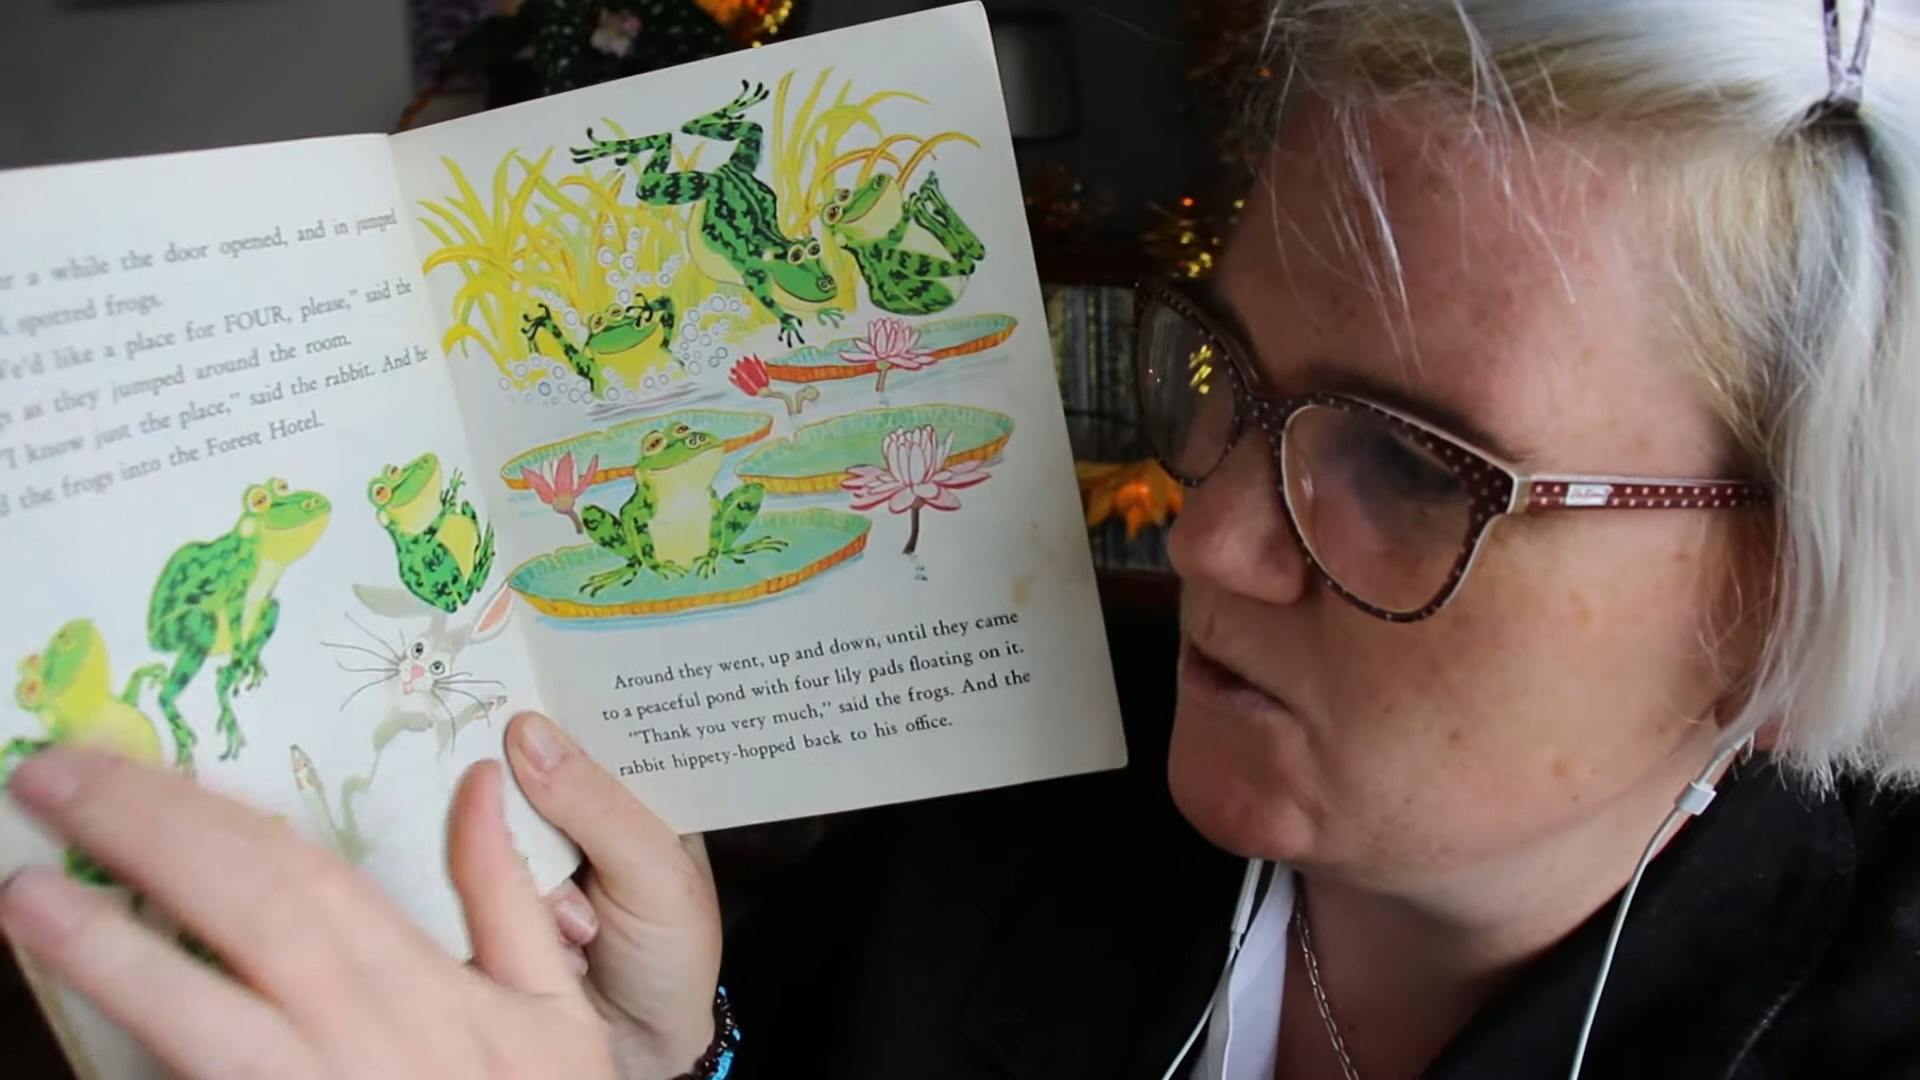 a while the door opened, and in jumped
spotted frogs.
We'd like a place for FOUR, please," said the
as they jumped around the room.
"I know just the place," said the rabbit. And he
the frogs into the Forest Hotel.
Around they went, up and down, until they came
to a peaceful pond with four lily pads floating on it.
"Thank you very much," said the frogs. And the
rabbit hippety-hopped back to his office.